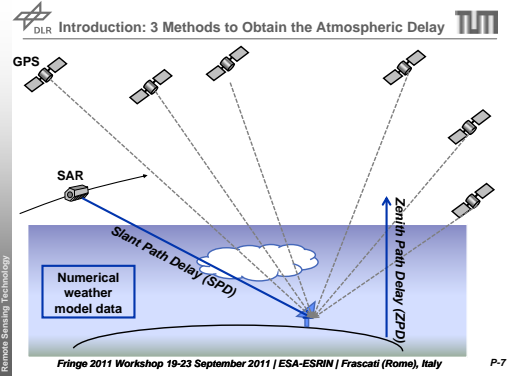 DLR Introduction: 3 Methods to Obtain the Atmospheric Delay TUM
GPS
SAR
Slant Path Delay (SPD)
Zenith Path Delay (ZPD)
Numerical
weather
model data
Remote Sensing Technology
Fringe 2011 Workshop 19-23 September 2011 | ESA-ESRIN | Frascati (Rome), Italy P-7